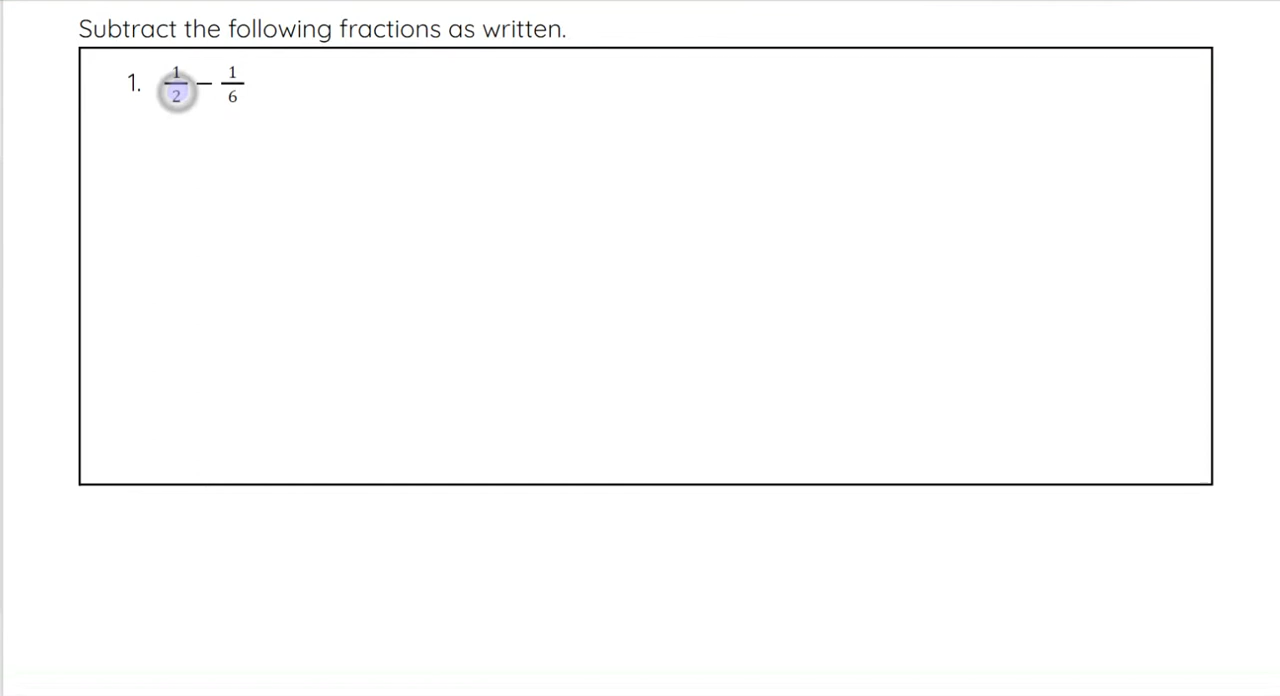 Subtract the following fractions as written.
1. 1/2 − 1/6